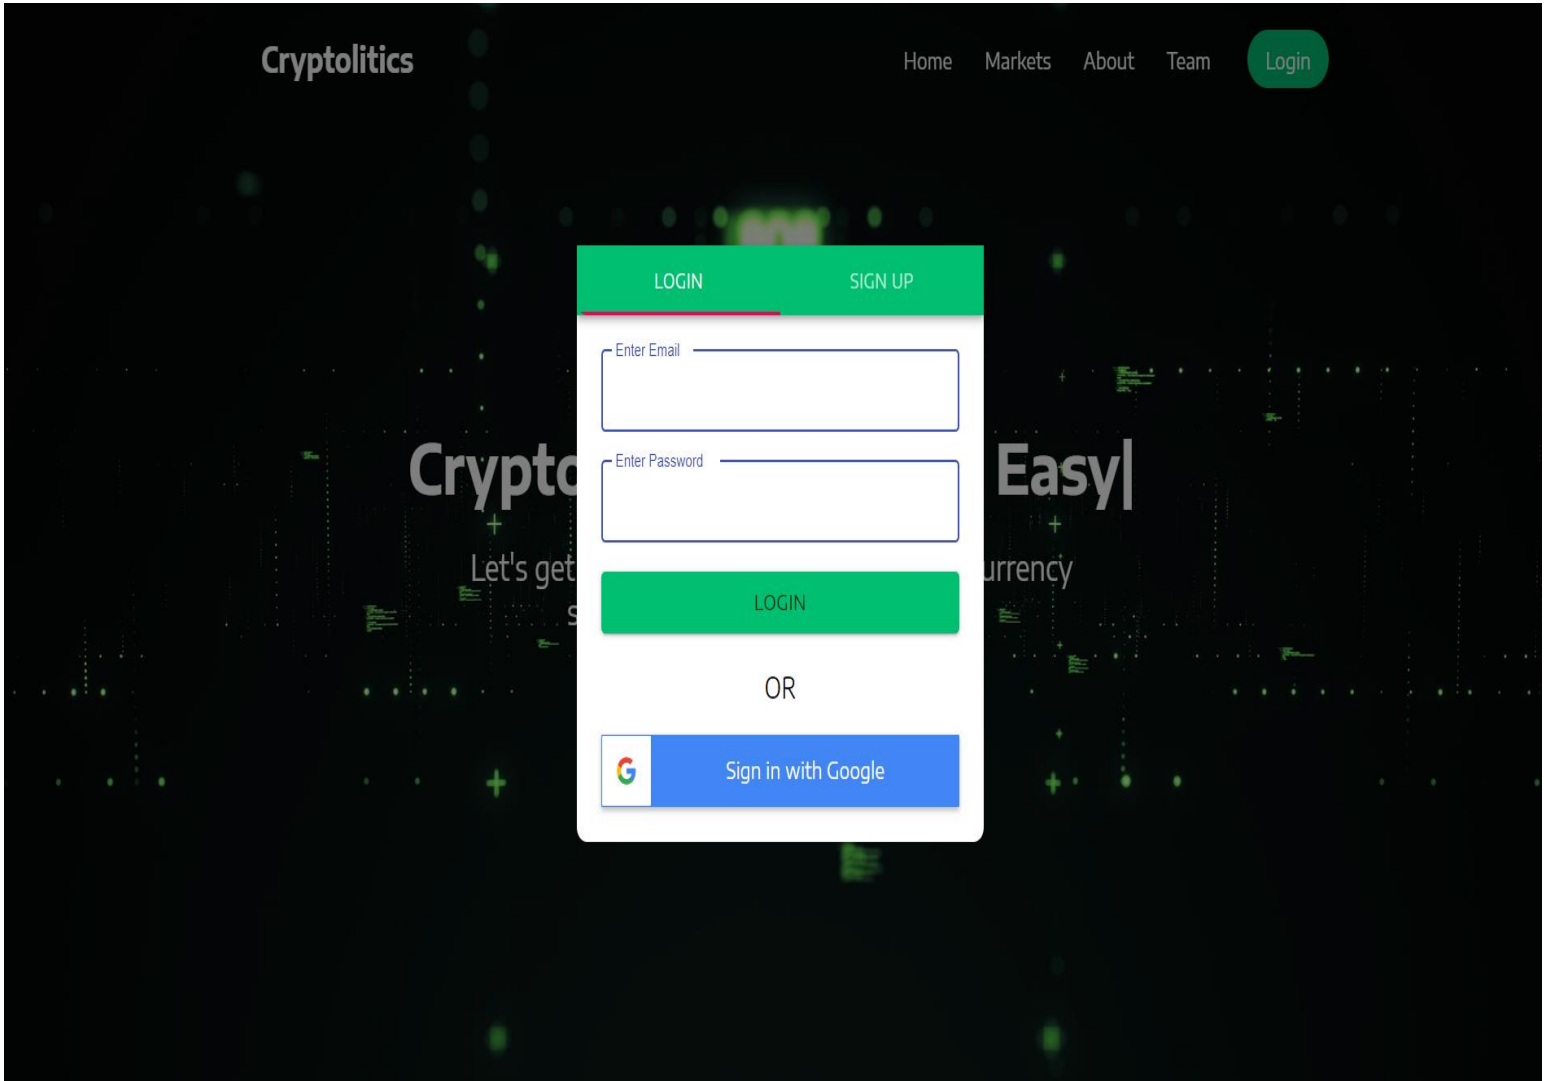 Cryptolitics Home Markets About Team Login
LOGIN SIGN UP
Enter Email
Enter Password
Crypto Easy|
Let's get urrency
s
LOGIN
OR
Sign in with Google